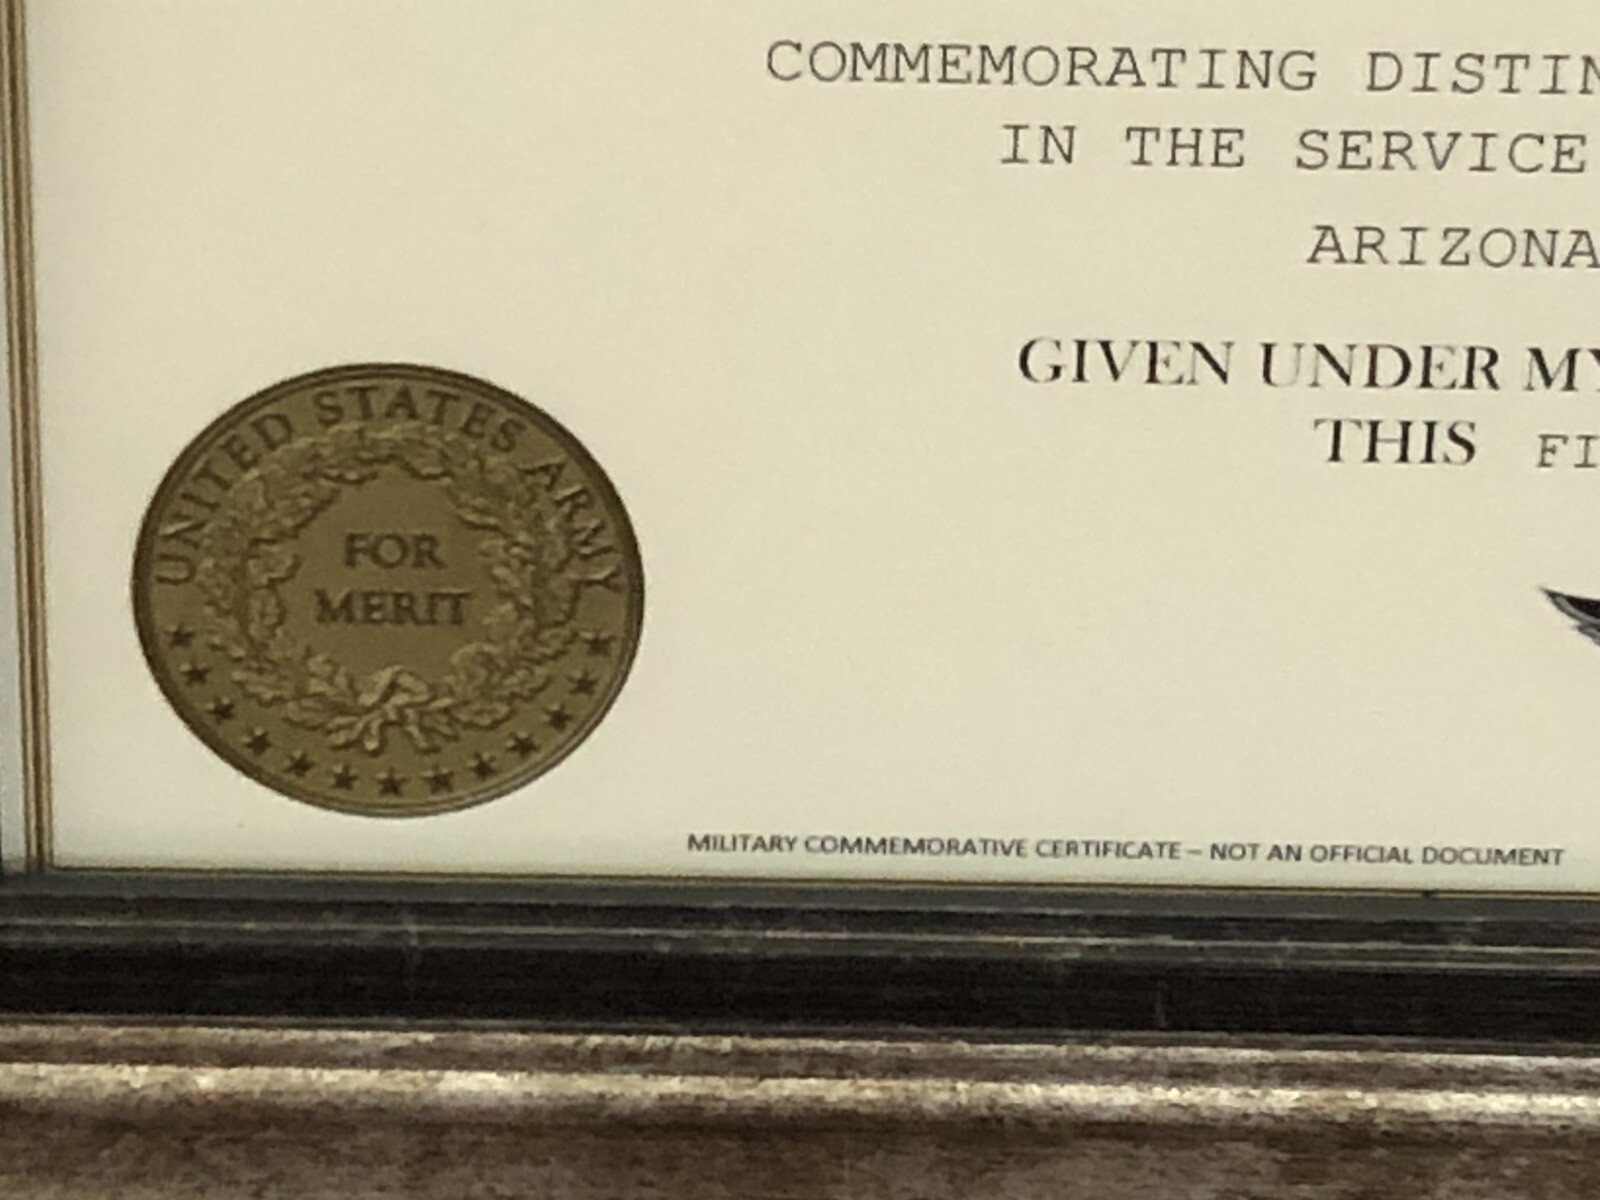 COMMEMORATING DISTIN
IN THE SERVICE
ARIZONA
GIVEN UNDER MY
THIS FI
UNITED STATES ARMY
FOR
MERIT
MILITARY COMMEMORATIVE CERTIFICATE – NOT AN OFFICIAL DOCUMENT